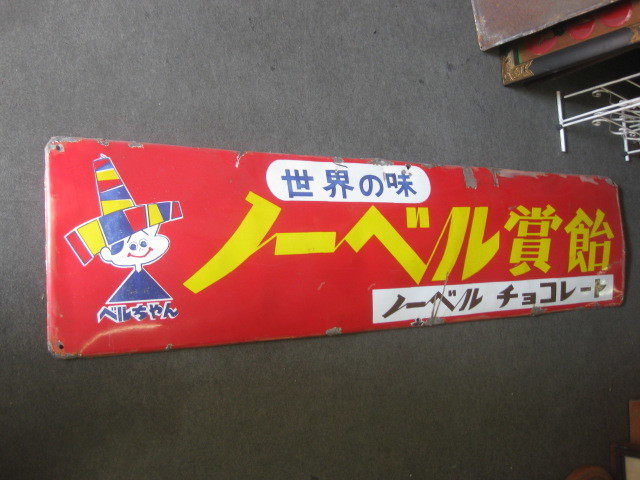 世界の味
ノーベル賞飴
ノーベル チョコレート
ベルちゃん